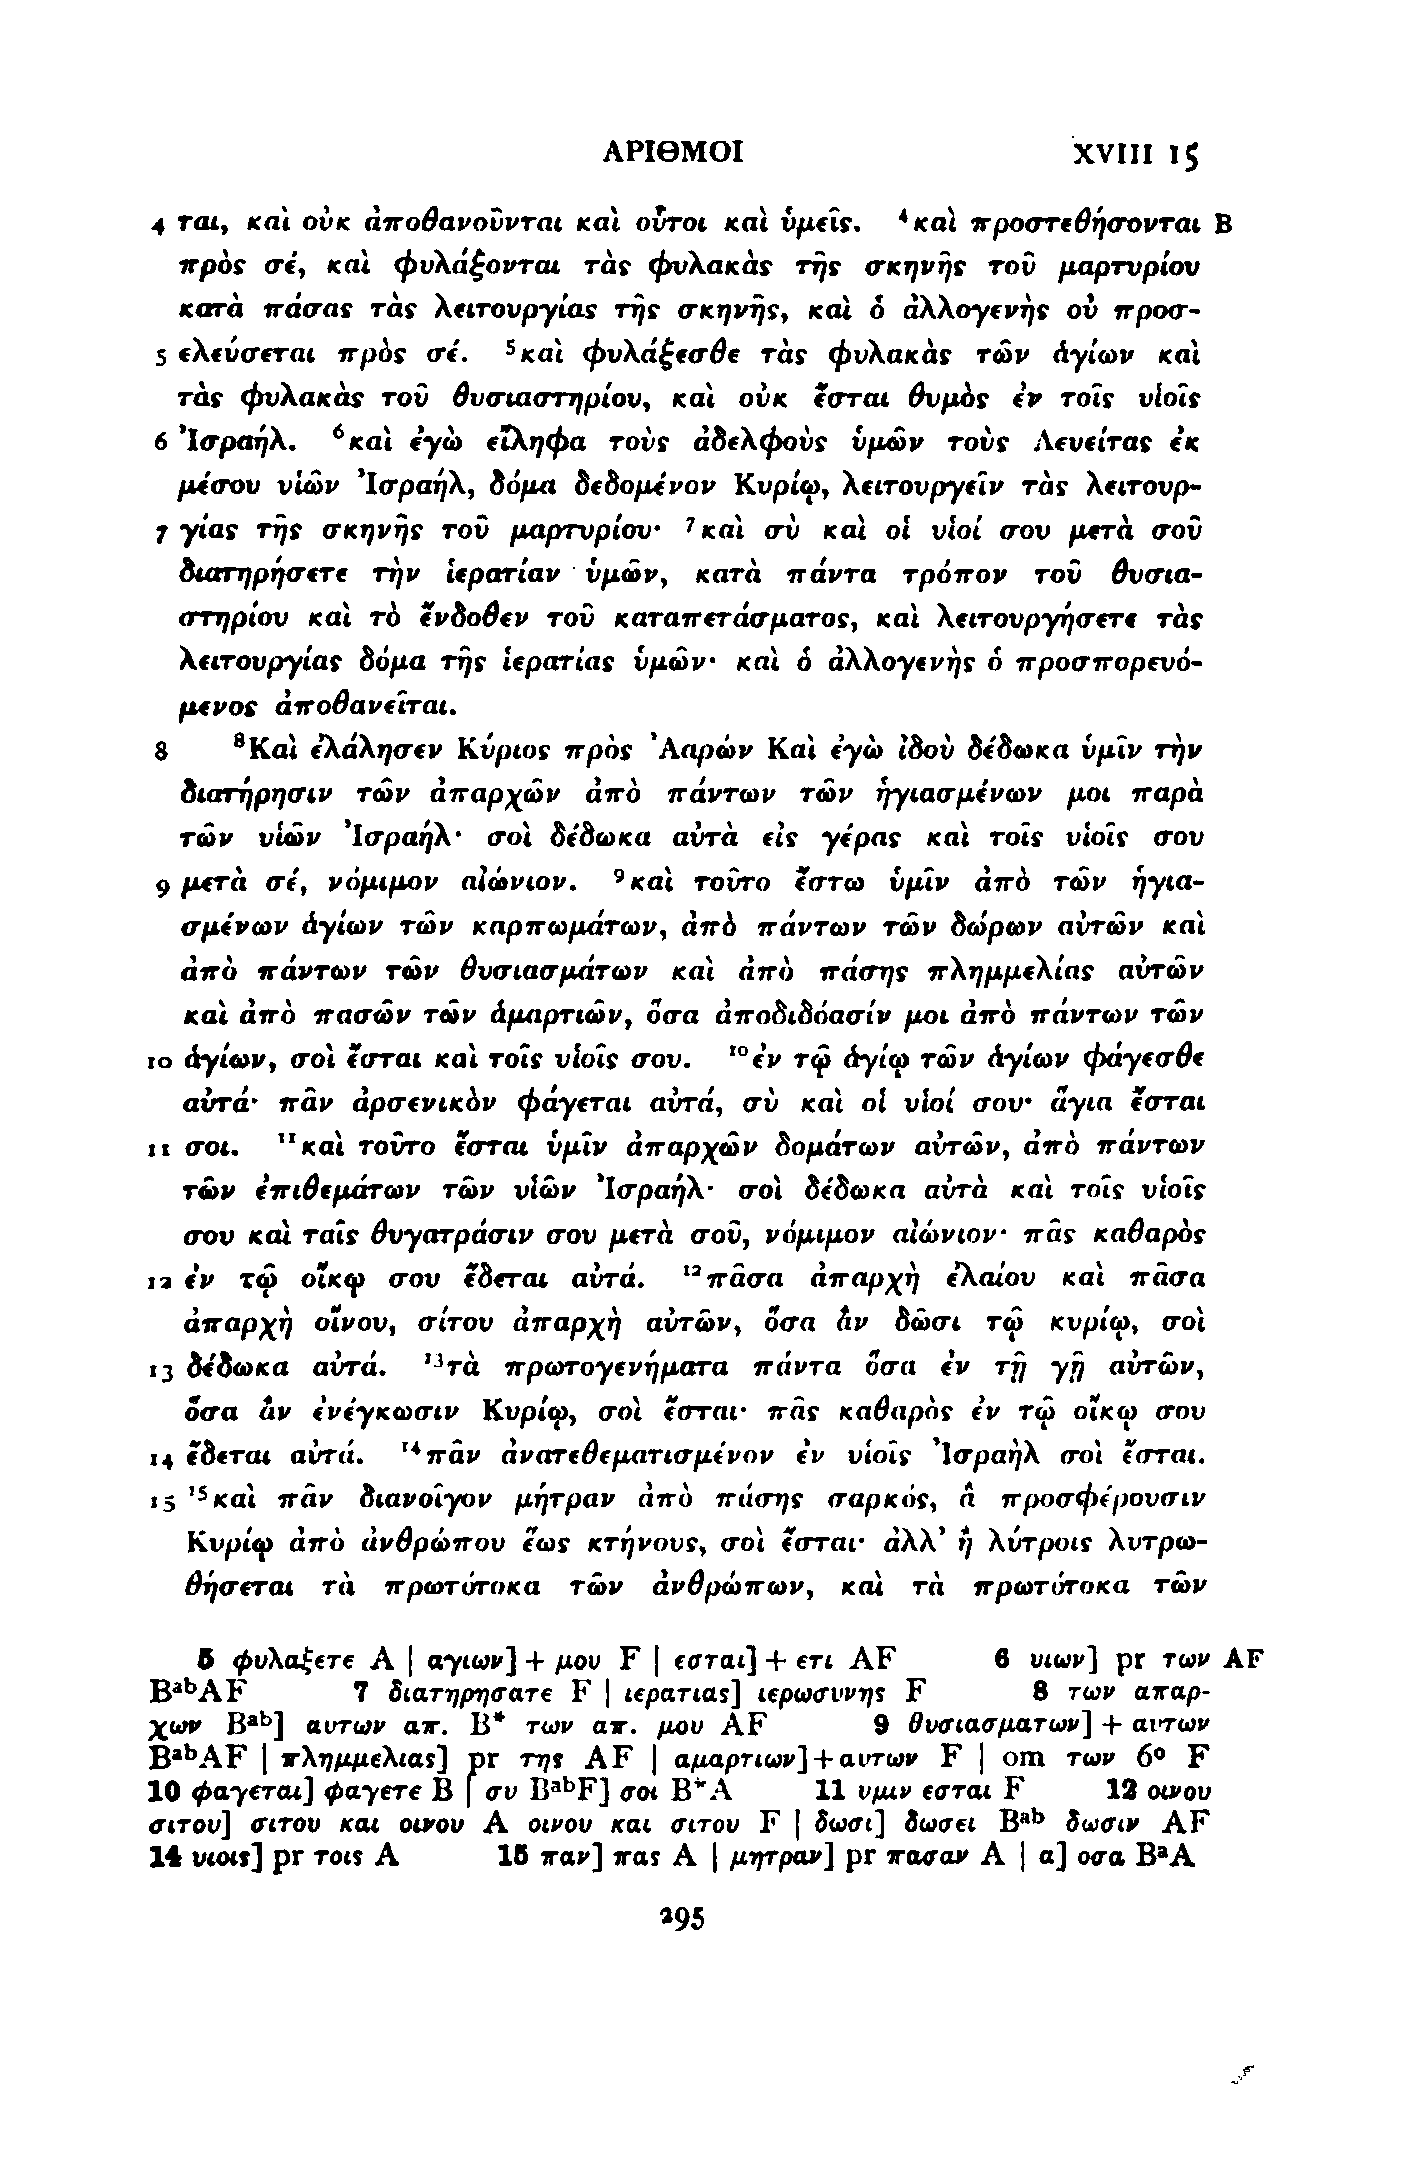 ΑΡΙΘΜΟΙ XVIII 15
4 ται, καὶ οὐκ ἀποθανοῦνται καὶ οὗτοι καὶ ὑμεῖς. ⁴καὶ προστεθήσονται B
πρὸς σέ, καὶ φυλάξονται τὰς φυλακὰς τῆς σκηνῆς τοῦ μαρτυρίου
κατὰ πάσας τὰς λειτουργίας τῆς σκηνῆς, καὶ ὁ ἀλλογενὴς οὐ προσ-
5 ελεύσεται πρὸς σέ. ⁵καὶ φυλάξεσθε τὰς φυλακὰς τῶν ἁγίων καὶ
τὰς φυλακὰς τοῦ θυσιαστηρίου, καὶ οὐκ ἔσται θυμὸς ἐν τοῖς υἱοῖς
6 Ἰσραήλ. ⁶καὶ ἐγὼ εἴληφα τοὺς ἀδελφοὺς ὑμῶν τοὺς Λευείτας ἐκ
μέσου υἱῶν Ἰσραήλ, δόμα δεδομένον Κυρίῳ, λειτουργεῖν τὰς λειτουρ-
7 γίας τῆς σκηνῆς τοῦ μαρτυρίου· ⁷καὶ σὺ καὶ οἱ υἱοί σου μετὰ σοῦ
διατηρήσετε τὴν ἱερατίαν ὑμῶν, κατὰ πάντα τρόπον τοῦ θυσια-
στηρίου καὶ τὸ ἔνδοθεν τοῦ καταπετάσματος, καὶ λειτουργήσετε τὰς
λειτουργίας δόμα τῆς ἱερατίας ὑμῶν· καὶ ὁ ἀλλογενὴς ὁ προσπορευό-
μενος ἀποθανεῖται.
8 ⁸Καὶ ἐλάλησεν Κύριος πρὸς Ἀαρών Καὶ ἐγὼ ἰδοὺ δέδωκα ὑμῖν τὴν
διατήρησιν τῶν ἀπαρχῶν ἀπὸ πάντων τῶν ἡγιασμένων μοι παρὰ
τῶν υἱῶν Ἰσραήλ· σοὶ δέδωκα αὐτὰ εἰς γέρας καὶ τοῖς υἱοῖς σου
9 μετὰ σέ, νόμιμον αἰώνιον. ⁹καὶ τοῦτο ἔστω ὑμῖν ἀπὸ τῶν ἡγια-
σμένων ἁγίων τῶν καρπωμάτων, ἀπὸ πάντων τῶν δώρων αὐτῶν καὶ
ἀπὸ πάντων τῶν θυσιασμάτων καὶ ἀπὸ πάσης πλημμελίας αὐτῶν
καὶ ἀπὸ πασῶν τῶν ἁμαρτιῶν, ὅσα ἀποδιδόασίν μοι ἀπὸ πάντων τῶν
10 ἁγίων, σοὶ ἔσται καὶ τοῖς υἱοῖς σου. ¹⁰ἐν τῷ ἁγίῳ τῶν ἁγίων φάγεσθε
αὐτά· πᾶν ἀρσενικὸν φάγεται αὐτά, σὺ καὶ οἱ υἱοί σου· ἅγια ἔσται
11 σοι. ¹¹καὶ τοῦτο ἔσται ὑμῖν ἀπαρχῶν δομάτων αὐτῶν, ἀπὸ πάντων
τῶν ἐπιθεμάτων τῶν υἱῶν Ἰσραήλ· σοὶ δέδωκα αὐτὰ καὶ τοῖς υἱοῖς
σου καὶ ταῖς θυγατράσιν σου μετὰ σοῦ, νόμιμον αἰώνιον· πᾶς καθαρὸς
12 ἐν τῷ οἴκῳ σου ἔδεται αὐτά. ¹²πᾶσα ἀπαρχὴ ἐλαίου καὶ πᾶσα
ἀπαρχὴ οἴνου, σίτου ἀπαρχὴ αὐτῶν, ὅσα ἂν δῶσι τῷ κυρίῳ, σοὶ
13 δέδωκα αὐτά. ¹³τὰ πρωτογενήματα πάντα ὅσα ἐν τῇ γῇ αὐτῶν,
ὅσα ἂν ἐνέγκωσιν Κυρίῳ, σοὶ ἔσται· πᾶς καθαρὸς ἐν τῷ οἴκῳ σου
14 ἔδεται αὐτά. ¹⁴πᾶν ἀνατεθεματισμένον ἐν υἱοῖς Ἰσραὴλ σοὶ ἔσται.
15 ¹⁵καὶ πᾶν διανοῖγον μήτραν ἀπὸ πάσης σαρκός, ἃ προσφέρουσιν
Κυρίῳ ἀπὸ ἀνθρώπου ἕως κτήνους, σοὶ ἔσται· ἀλλ’ ἢ λύτροις λυτρω-
θήσεται τὰ πρωτότοκα τῶν ἀνθρώπων, καὶ τὰ πρωτότοκα τῶν
5 φυλαξετε A | αγιων] + μου F | εσται] + ετι AF 6 υιων] pr των AF
BᵃᵇAF 7 διατηρησατε F | ιερατιας] ιερωσυνης F 8 των απαρ-
χων Bᵃᵇ] αυτων απ. B* των απ. μου AF 9 θυσιασματων] + αυτων
BᵃᵇAF | πλημμελιας] pr της AF | αμαρτιων] + αυτων F | om των 6º F
10 φαγεται] φαγετε B | συ BᵃᵇF] σοι B*A 11 υμιν εσται F 12 οινου
σιτου] σιτου και οινου A οινου και σιτου F | δωσι] δωσει Bᵃᵇ δωσιν AF
14 υιοις] pr τοις A 15 παν] πας A | μητραν] pr πασαν A | α] οσα BᵃA
295